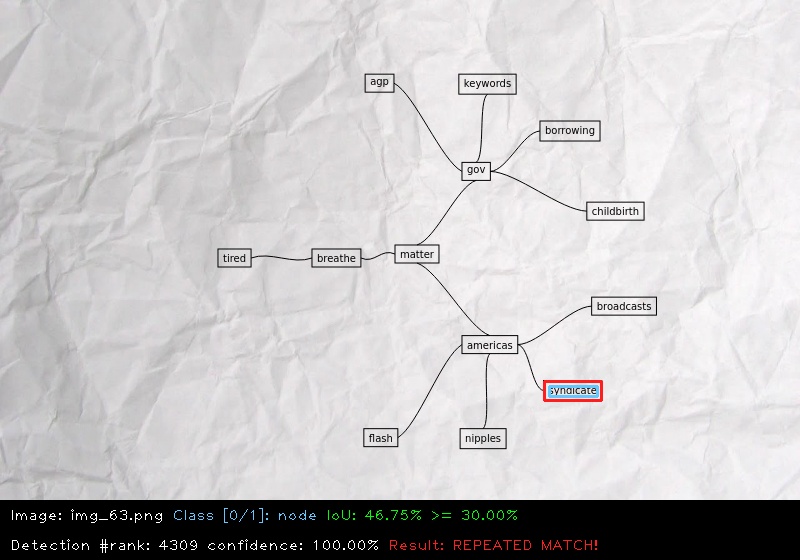 agp
keywords
borrowing
gov
childbirth
tired
breathe
matter
broadcasts
americas
syndicate
flash
nipples
Image: img_63.png Class [0/1]: node IoU: 46.75% >= 30.00%
Detection #rank: 4309 confidence: 100.00% Result: REPEATED MATCH!